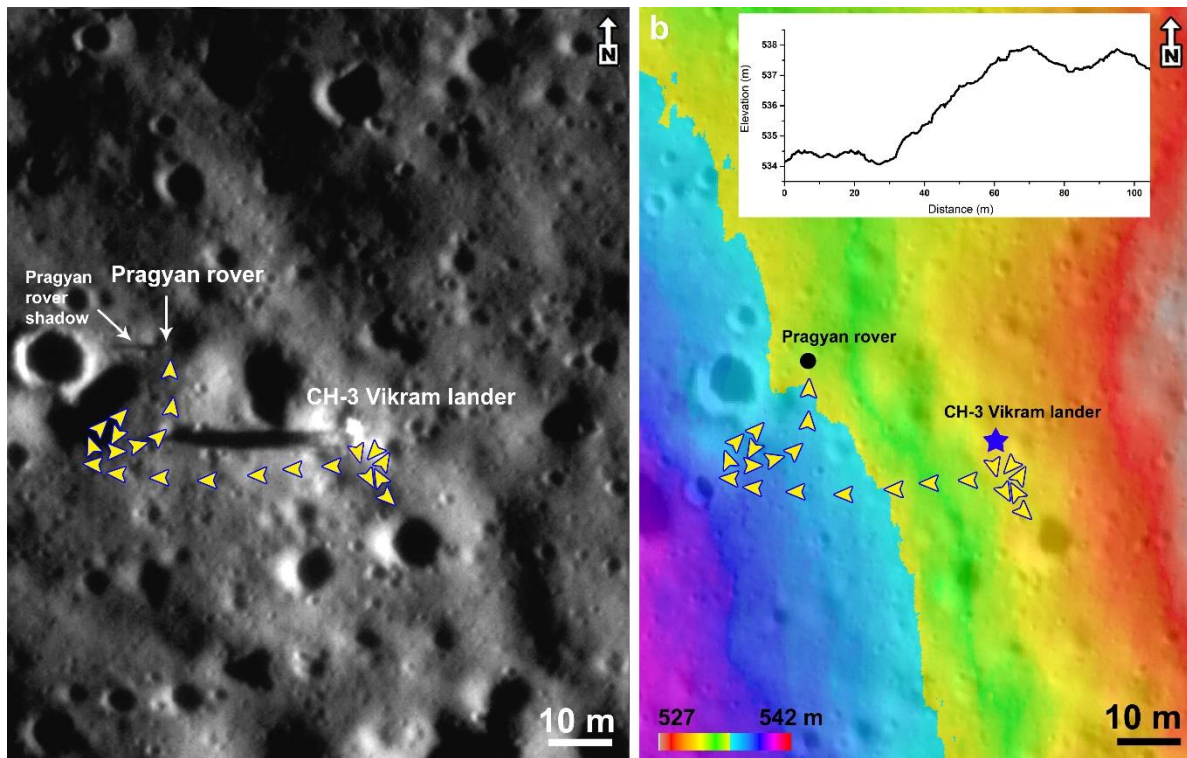 N
Pragyan
rover
shadow
Pragyan rover
CH-3 Vikram lander
10 m
b
N
Elevation (m)
538
537
536
535
534
0
20
40
60
80
100
Distance (m)
Pragyan rover
CH-3 Vikram lander
527
542 m
10 m